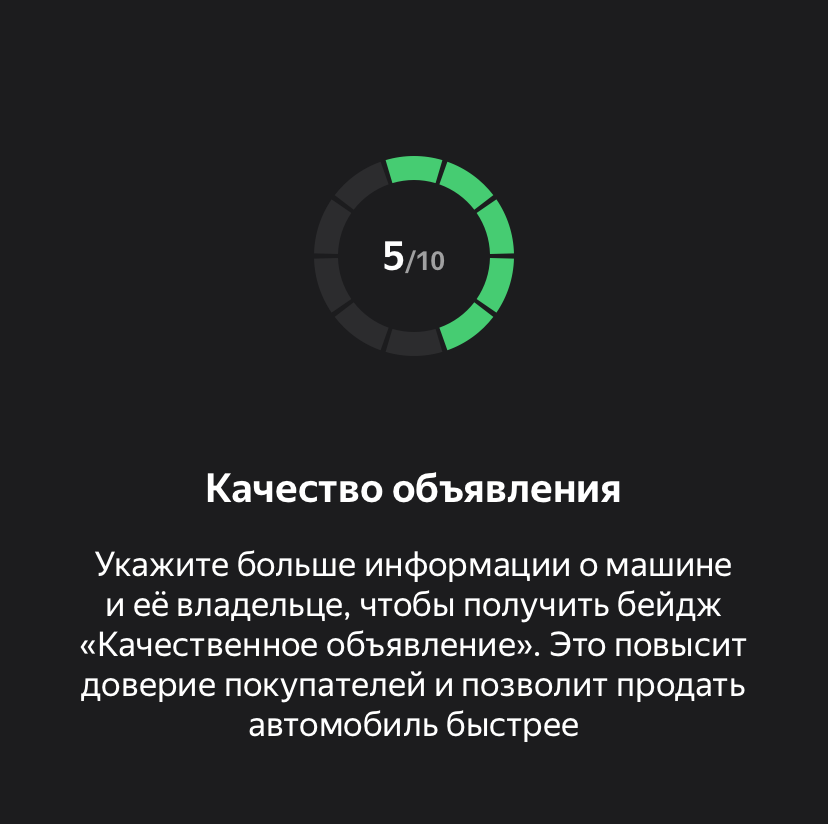 5/10
Качество объявления
Укажите больше информации о машине
и её владельце, чтобы получить бейдж
«Качественное объявление». Это повысит
доверие покупателей и позволит продать
автомобиль быстрее